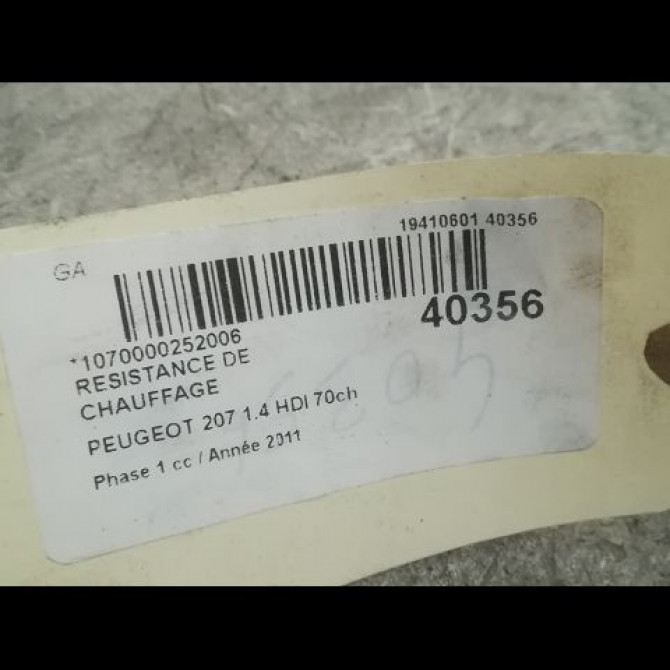 GA
19410601 40356
40356
*1070000252006
RESISTANCE DE
CHAUFFAGE
PEUGEOT 207 1.4 HDI 70ch
Phase 1 cc / Année 2011